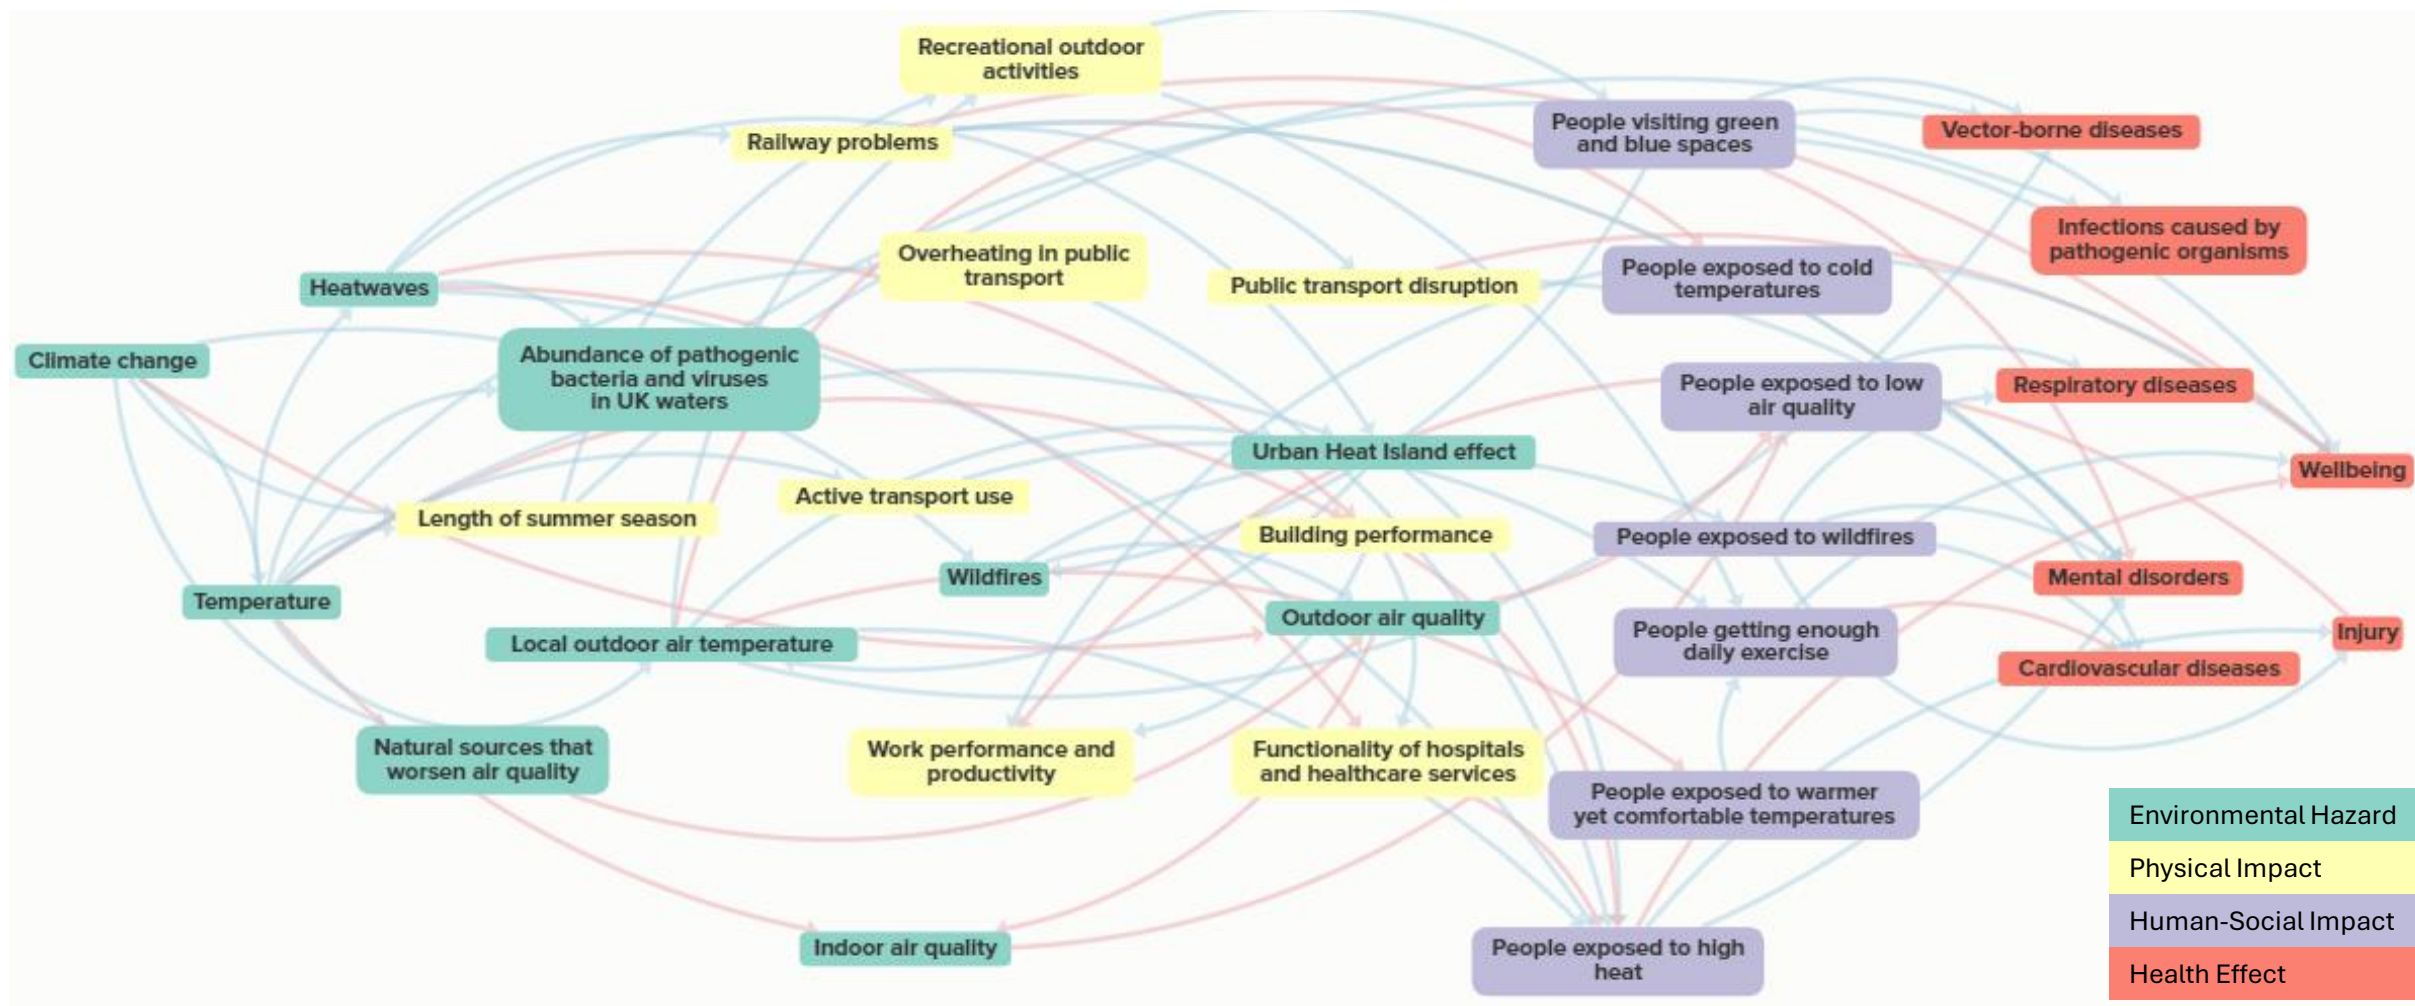 Recreational outdoor
activities
Railway problems
People visiting green
and blue spaces
Vector-borne diseases
Heatwaves
Overheating in public
transport
Public transport disruption
People exposed to cold
temperatures
Infections caused by
pathogenic organisms
Climate change
Abundance of pathogenic
bacteria and viruses
in UK waters
People exposed to low
air quality
Respiratory diseases
Urban Heat Island effect
Wellbeing
Length of summer season
Active transport use
Building performance
People exposed to wildfires
Temperature
Wildfires
Mental disorders
Local outdoor air temperature
Outdoor air quality
People getting enough
daily exercise
Injury
Cardiovascular diseases
Natural sources that
worsen air quality
Work performance and
productivity
Functionality of hospitals
and healthcare services
People exposed to warmer
yet comfortable temperatures
Indoor air quality
People exposed to high
heat
Environmental Hazard
Physical Impact
Human-Social Impact
Health Effect